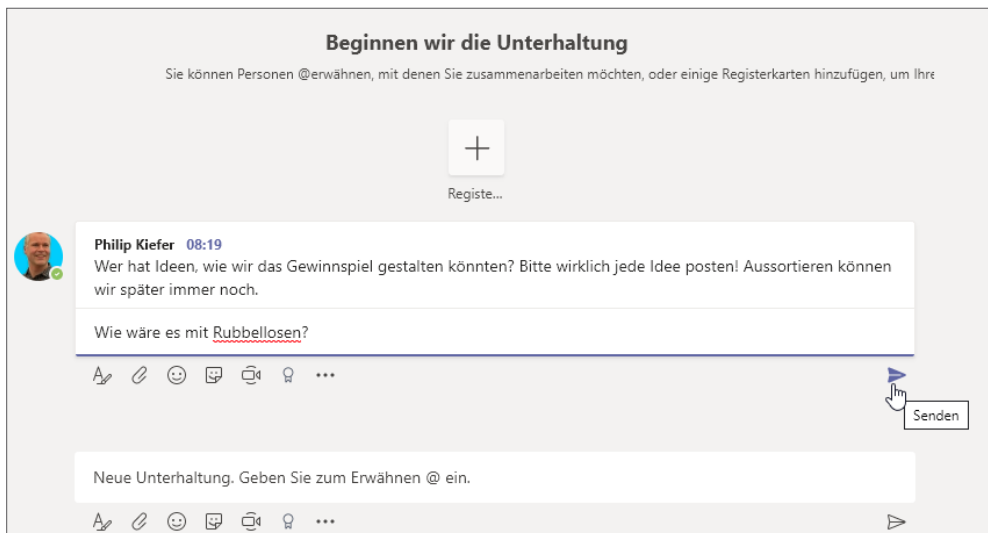 Beginnen wir die Unterhaltung
Sie können Personen @erwähnen, mit denen Sie zusammenarbeiten möchten, oder einige Registerkarten hinzufügen, um Ihre
Registe...
Philip Kiefer 08:19
Wer hat Ideen, wie wir das Gewinnspiel gestalten könnten? Bitte wirklich jede Idee posten! Aussortieren können
wir später immer noch.
Wie wäre es mit Rubbellosen?
Senden
Neue Unterhaltung. Geben Sie zum Erwähnen @ ein.